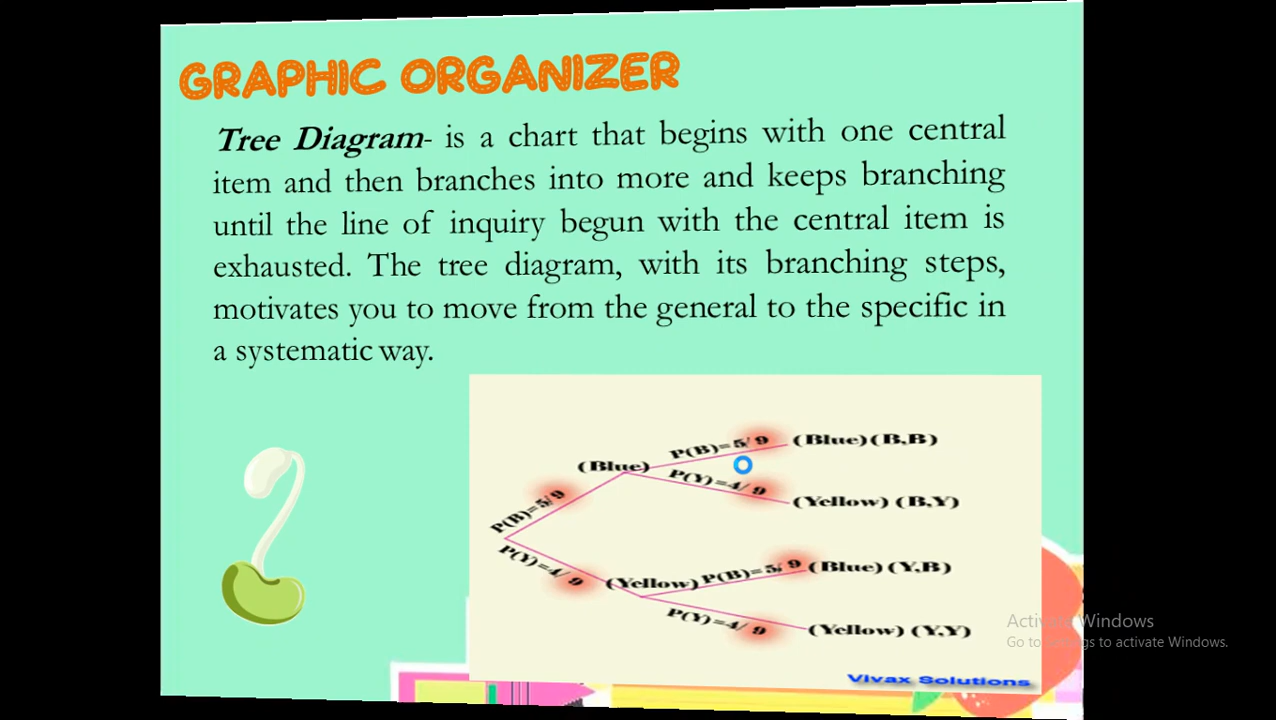 GRAPHIC ORGANIZER
Tree Diagram- is a chart that begins with one central
item and then branches into more and keeps branching
until the line of inquiry begun with the central item is
exhausted. The tree diagram, with its branching steps,
motivates you to move from the general to the specific in
a systematic way.
P(B)=5/9 (Blue)(B,B)
(Blue)
P(Y)=4/9 (Yellow) (B,Y)
P(B)=5/9
P(Y)=4/9
(Yellow) P(B)=5/9 (Blue) (Y,B)
P(Y)=4/9 (Yellow) (Y,Y)
Vivax Solutions
Activate Windows
Go to Settings to activate Windows.